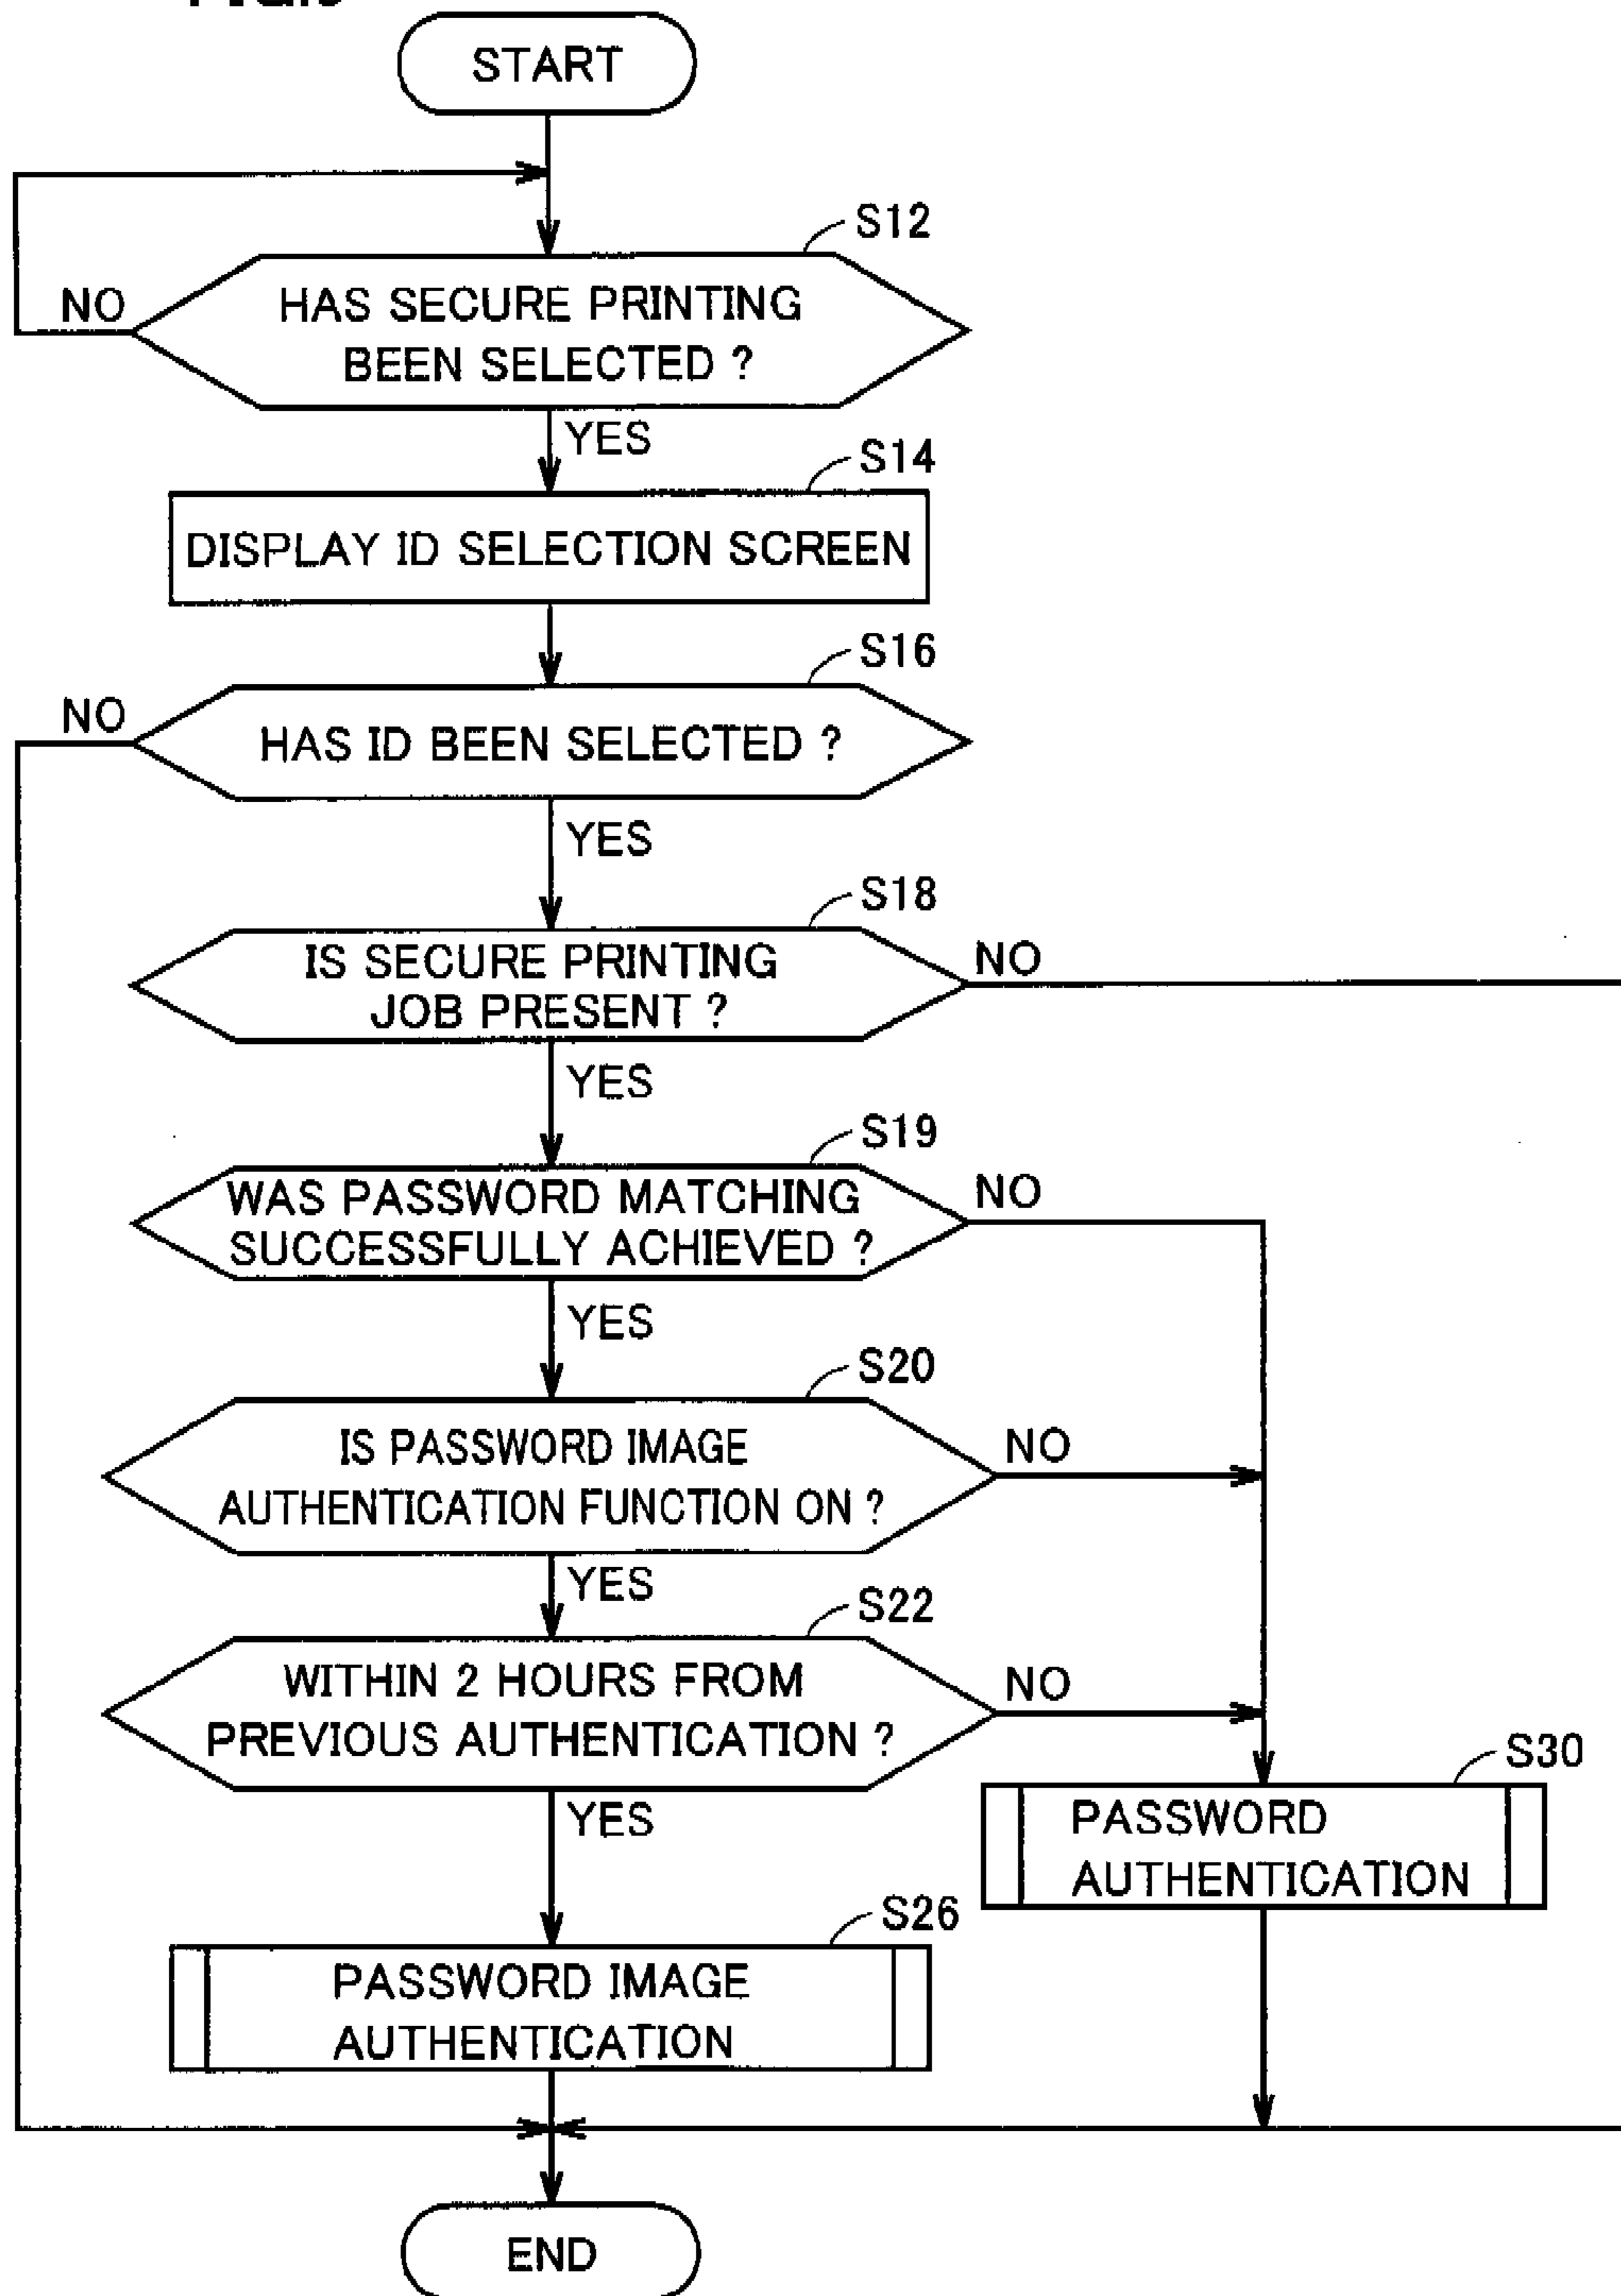 START
S12
NO
HAS SECURE PRINTING
BEEN SELECTED ?
YES
S14
DISPLAY ID SELECTION SCREEN
S16
NO
HAS ID BEEN SELECTED ?
YES
S18
IS SECURE PRINTING
JOB PRESENT ?
NO
YES
S19
WAS PASSWORD MATCHING
SUCCESSFULLY ACHIEVED ?
NO
YES
S20
IS PASSWORD IMAGE
AUTHENTICATION FUNCTION ON ?
NO
YES
S22
WITHIN 2 HOURS FROM
PREVIOUS AUTHENTICATION ?
NO
YES
S30
PASSWORD
AUTHENTICATION
S26
PASSWORD IMAGE
AUTHENTICATION
END